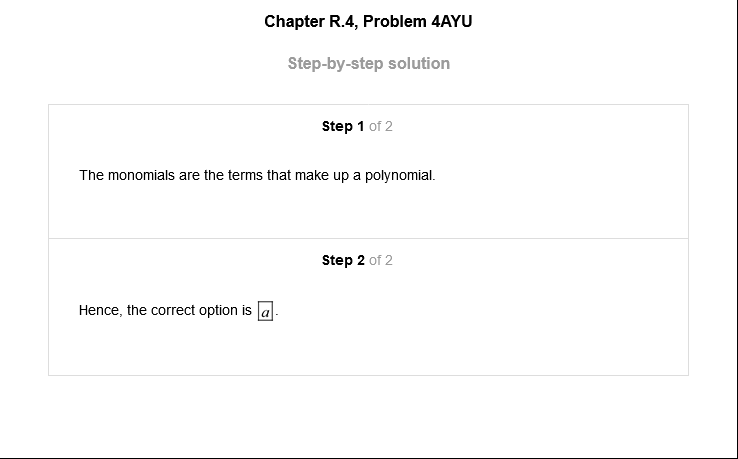 Chapter R.4, Problem 4AYU
Step-by-step solution
Step 1 of 2
The monomials are the terms that make up a polynomial.
Step 2 of 2
Hence, the correct option is a.